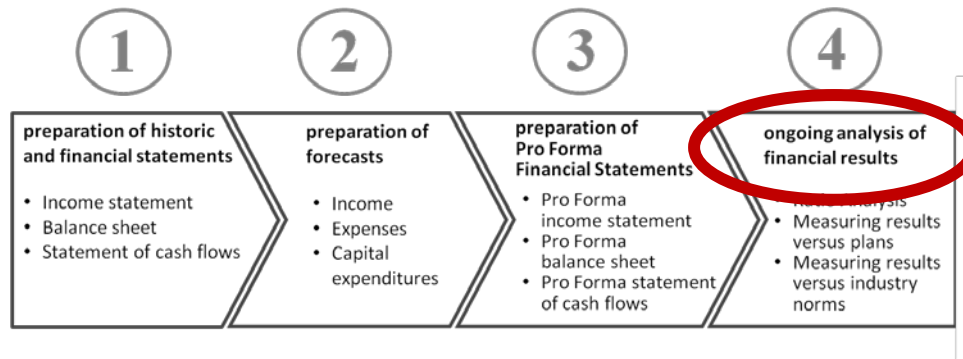 1
2
3
4
preparation of historic
and financial statements
• Income statement
• Balance sheet
• Statement of cash flows
preparation of
forecasts
• Income
• Expenses
• Capital
expenditures
preparation of
Pro Forma
Financial Statements
• Pro Forma
income statement
• Pro Forma
balance sheet
• Pro Forma statement
of cash flows
ongoing analysis of
financial results
Analysis
• Measuring results
versus plans
• Measuring results
versus industry
norms